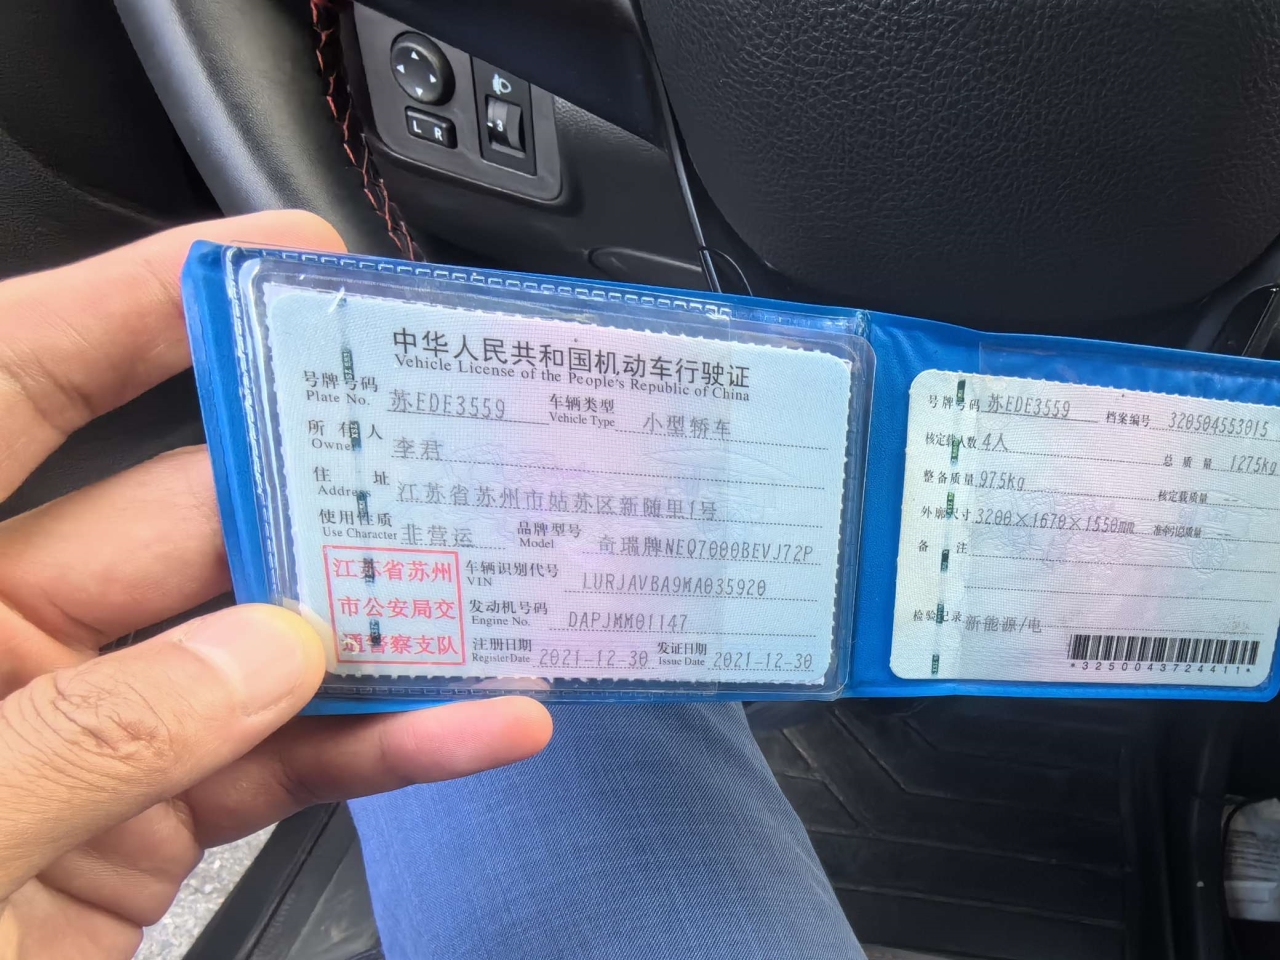 L R
3
中华人民共和国机动车行驶证
Vehicle License of the People's Republic of China
号牌号码 苏EDE3559 车辆类型 小型轿车
Plate No. Vehicle Type
所有人 李君
Owner
住址 江苏省苏州市姑苏区新随里1号
Address
使用性质 非营运 品牌型号 奇瑞牌NEQ7000BEVJ72P
Use Character Model
江苏省苏州
市公安局交
通警察支队
车辆识别代号 LURJAVBA9MA035920
VIN
发动机号码 DAPJMM01147
Engine No.
注册日期 2021-12-30 发证日期 2021-12-30
Register Date Issue Date
号牌号码 苏EDE3559 档案编号 320504553015
核定载人数 4人 总质量 1275kg
整备质量 975kg 核定载质量 --
外廓尺寸 3200×1670×1550mm 准牵引总质量 --
备注
检验记录 新能源/电
*3250043724411*